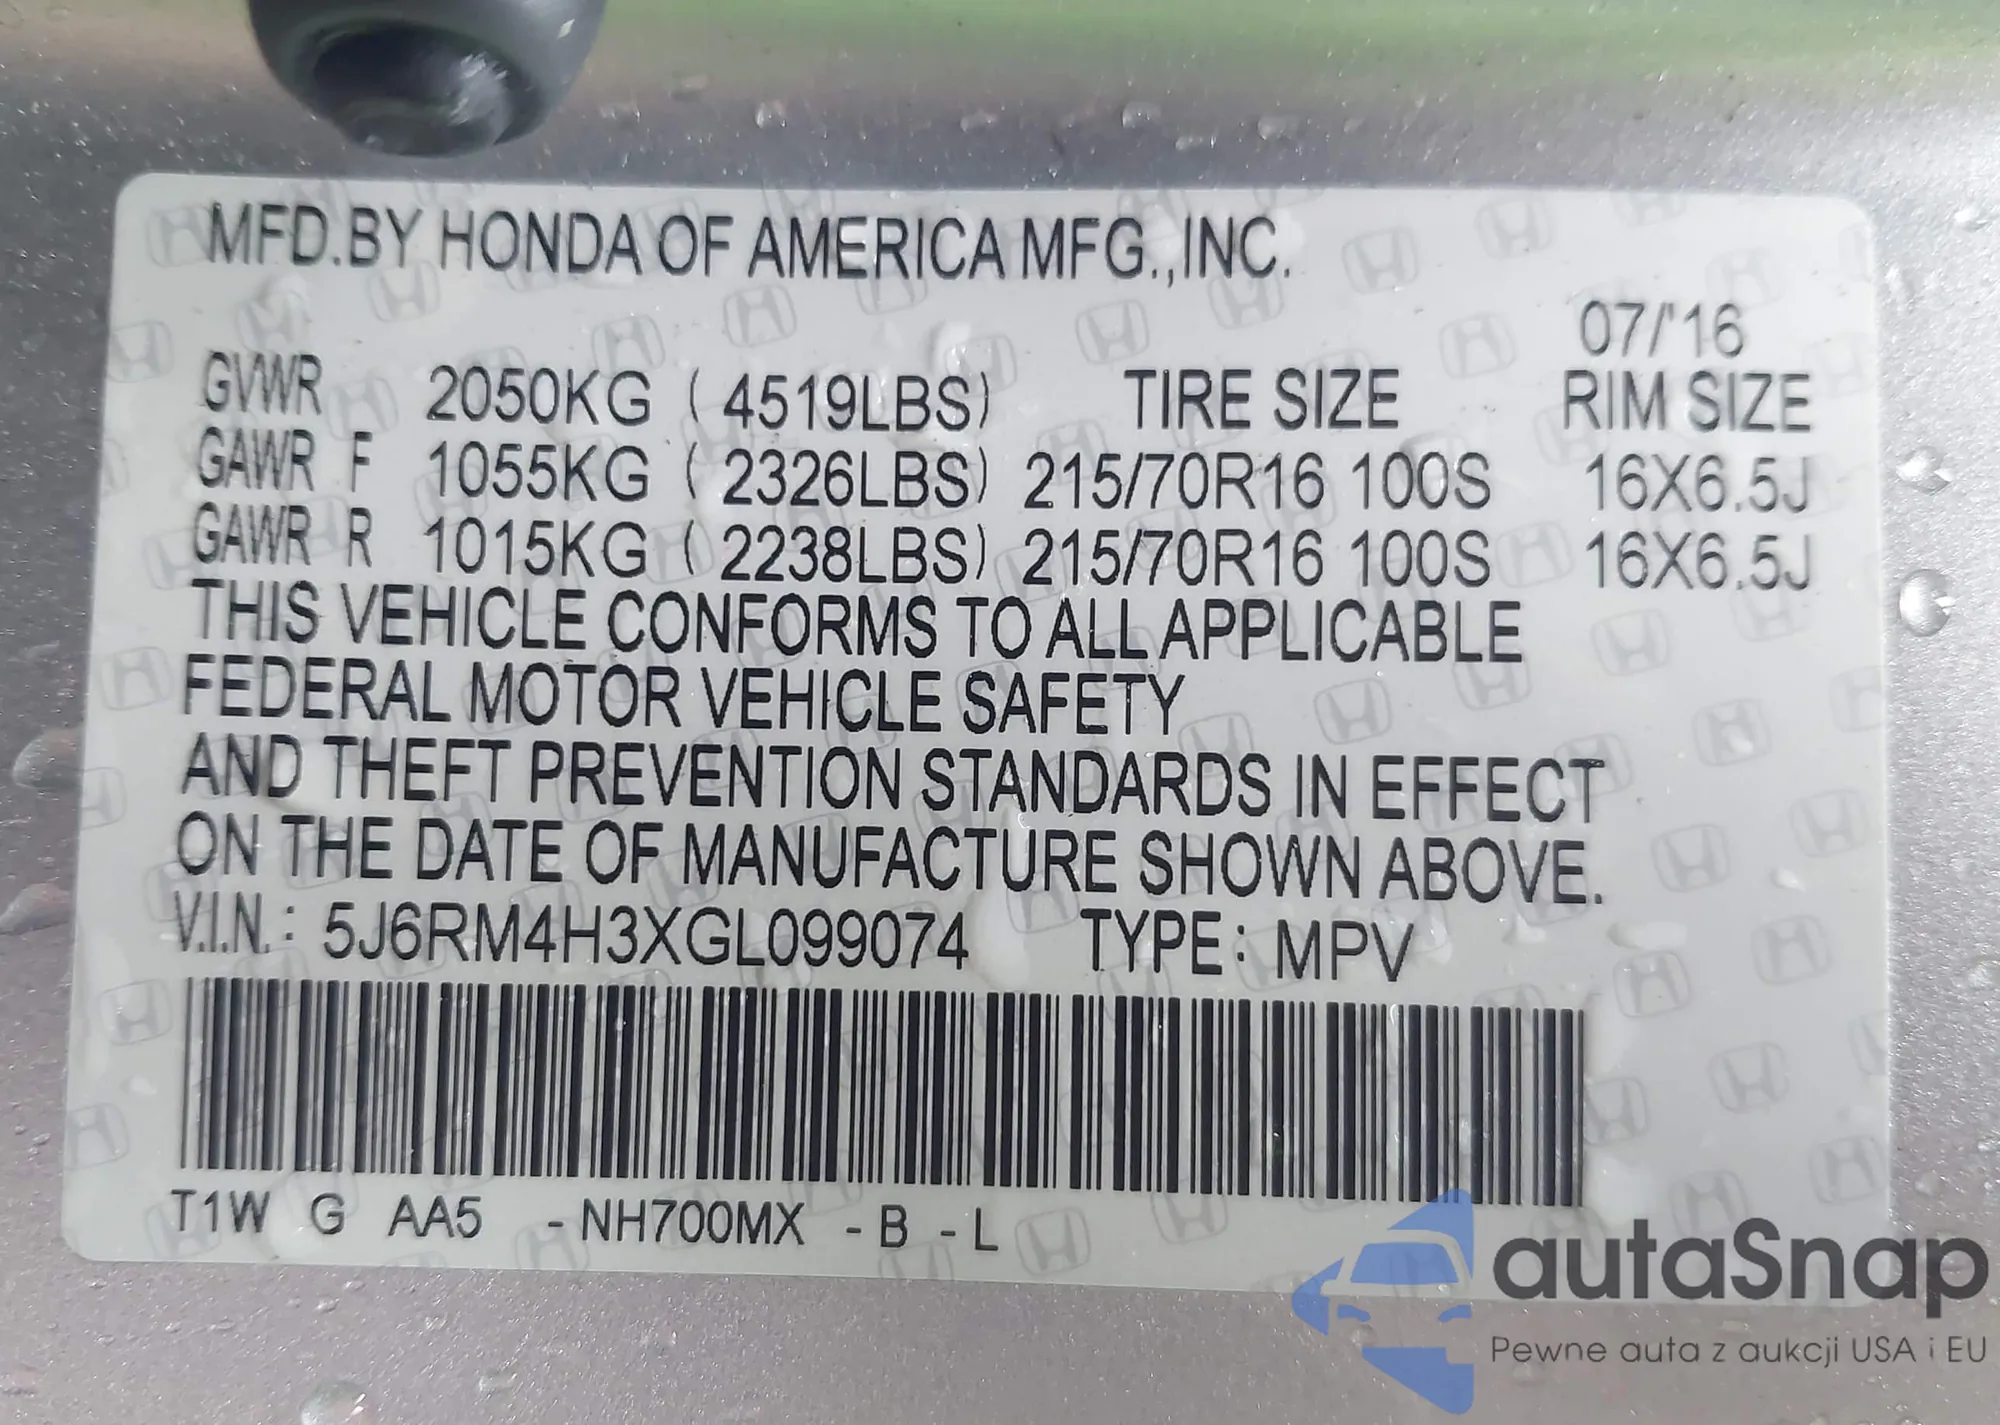 MFD.BY HONDA OF AMERICA MFG.,INC.
07/'16
GVWR 2050KG ( 4519LBS) TIRE SIZE RIM SIZE
GAWR F 1055KG ( 2326LBS) 215/70R16 100S 16X6.5J
GAWR R 1015KG ( 2238LBS) 215/70R16 100S 16X6.5J
THIS VEHICLE CONFORMS TO ALL APPLICABLE
FEDERAL MOTOR VEHICLE SAFETY
AND THEFT PREVENTION STANDARDS IN EFFECT
ON THE DATE OF MANUFACTURE SHOWN ABOVE.
V.I.N.: 5J6RM4H3XGL099074 TYPE: MPV
T1W G AA5 -NH700MX -B -L
autaSnap
Pewne auta z aukcji USA i EU